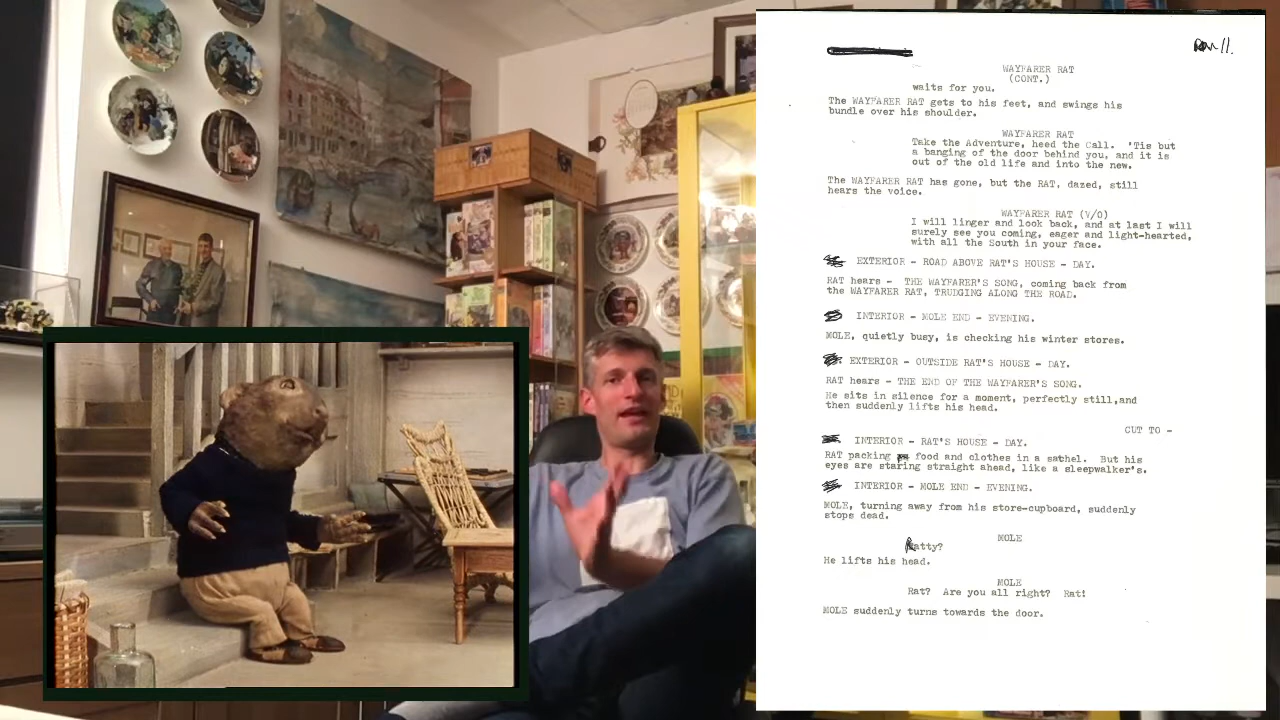 11.
WAYFARER RAT
(CONT.)
waits for you.
The WAYFARER RAT gets to his feet, and swings his
bundle over his shoulder.
WAYFARER RAT
Take the Adventure, heed the Call. 'Tis but
a banging of the door behind you, and it is
out of the old life and into the new.
The WAYFARER RAT has gone, but the RAT, dazed, still
hears the voice.
WAYFARER RAT (V/O)
I will linger and look back, and at last I will
surely see you coming, eager and light-hearted,
with all the South in your face.
EXTERIOR - ROAD ABOVE RAT'S HOUSE - DAY.
RAT hears - THE WAYFARER'S SONG, coming back from
the WAYFARER RAT, TRUDGING ALONG THE ROAD.
INTERIOR - MOLE END - EVENING.
MOLE, quietly busy, is checking his winter stores.
EXTERIOR - OUTSIDE RAT'S HOUSE - DAY.
RAT hears - THE END OF THE WAYFARER'S SONG.
He sits in silence for a moment, perfectly still,and
then suddenly lifts his head.
CUT TO -
INTERIOR - RAT'S HOUSE - DAY.
RAT packing food and clothes in a sathel. But his
eyes are staring straight ahead, like a sleepwalker's.
INTERIOR - MOLE END - EVENING.
MOLE, turning away from his store-cupboard, suddenly
stops dead.
MOLE
Ratty?
He lifts his head.
MOLE
Rat? Are you all right? Rat!
MOLE suddenly turns towards the door.